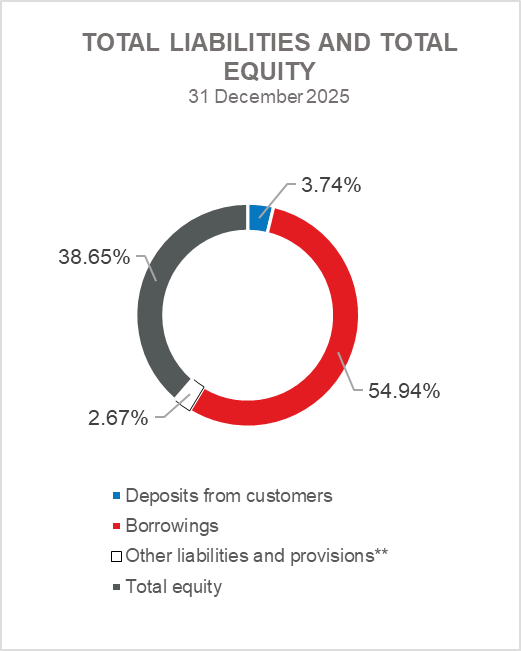 TOTAL LIABILITIES AND TOTAL
EQUITY
31 December 2025
3.74%
38.65%
54.94%
2.67%
Deposits from customers
Borrowings
Other liabilities and provisions**
Total equity